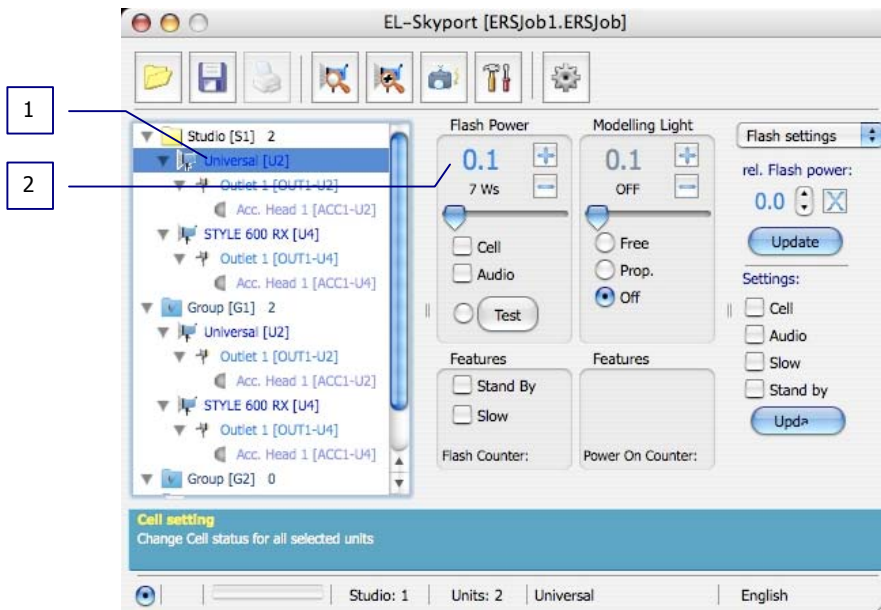 EL-Skyport [ERSJob1.ERSJob]
1
2
Studio [S1] 2
Universal [U2]
Outlet 1 [OUT1-U2]
Acc. Head 1 [ACC1-U2]
STYLE 600 RX [U4]
Outlet 1 [OUT1-U4]
Acc. Head 1 [ACC1-U4]
Group [G1] 2
Universal [U2]
Outlet 1 [OUT1-U2]
Acc. Head 1 [ACC1-U2]
STYLE 600 RX [U4]
Outlet 1 [OUT1-U4]
Acc. Head 1 [ACC1-U4]
Group [G2] 0
Flash Power
0.1
7 Ws
Cell
Audio
Test
Features
Stand By
Slow
Flash Counter:
Modelling Light
0.1
OFF
Free
Prop.
Off
Features
Power On Counter:
Flash settings
rel. Flash power:
0.0
Update
Settings:
Cell
Audio
Slow
Stand by
Upda
Cell setting
Change Cell status for all selected units
Studio: 1
Units: 2
Universal
English